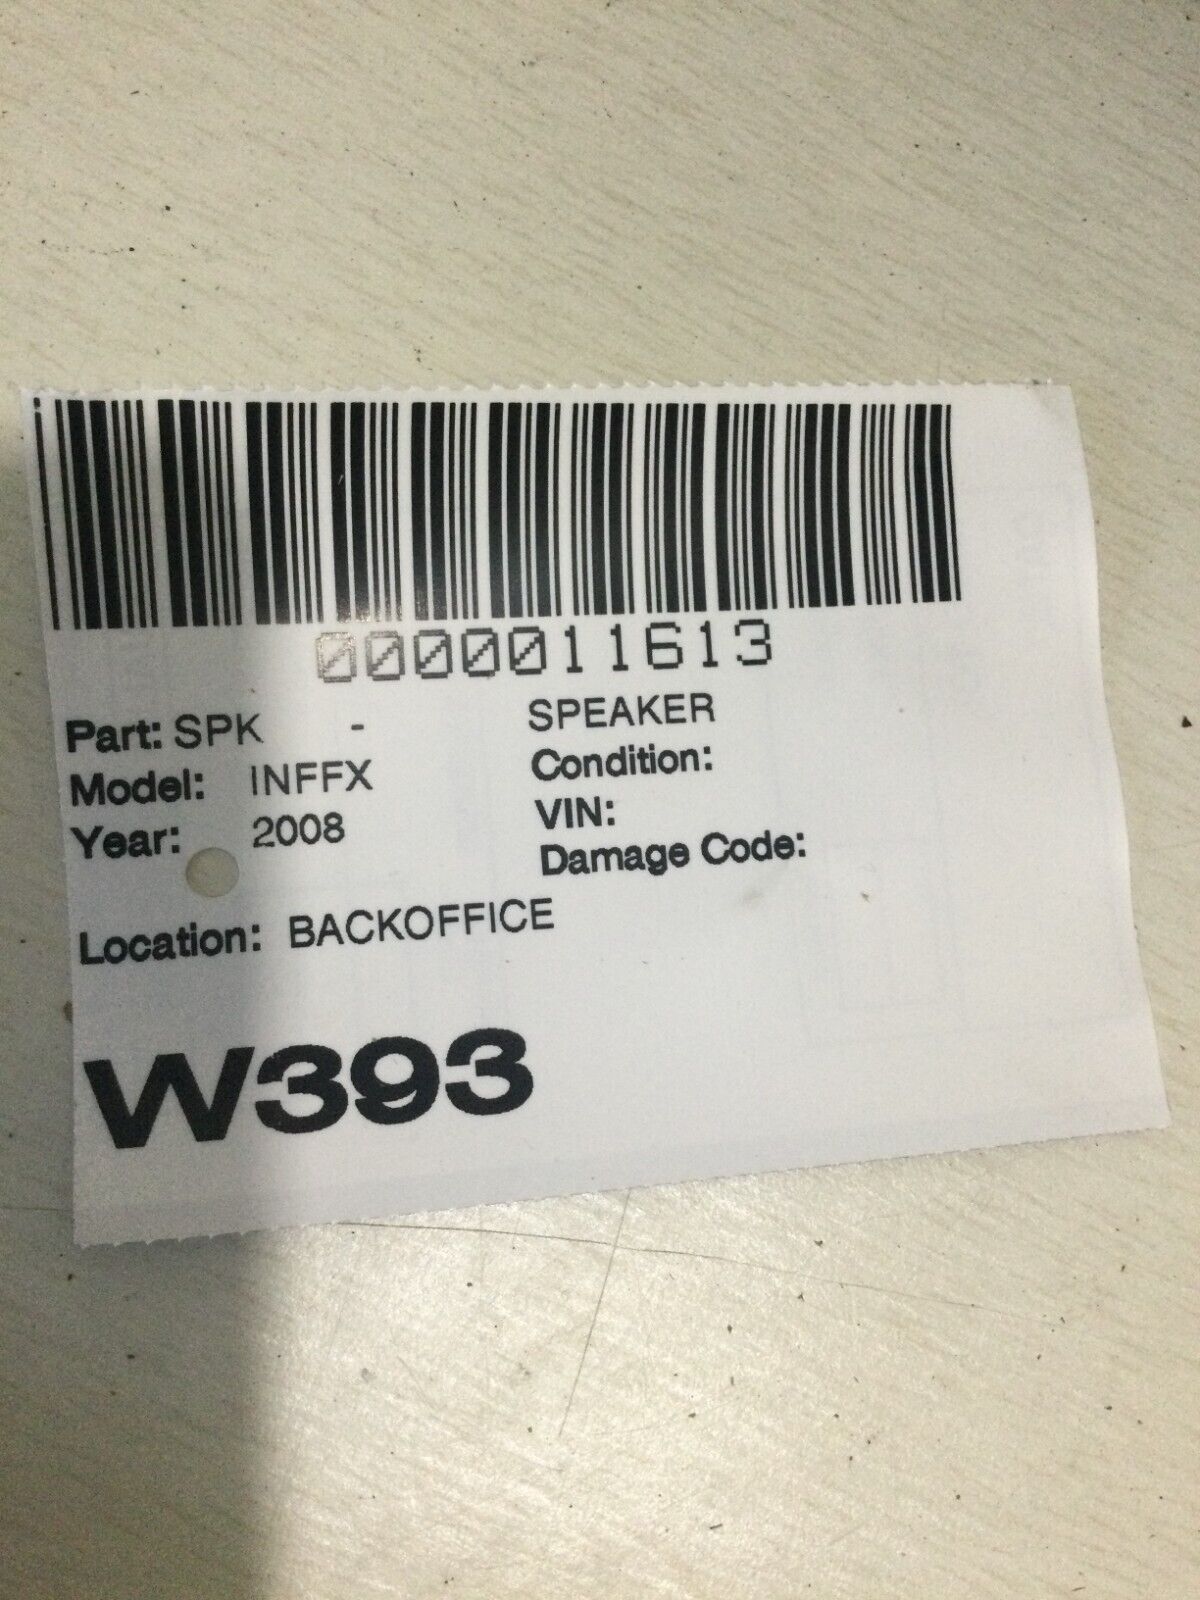 0000011613
Part: SPK - SPEAKER
Model: INFFX Condition:
Year: 2008 VIN:
Damage Code:
Location: BACKOFFICE
W393